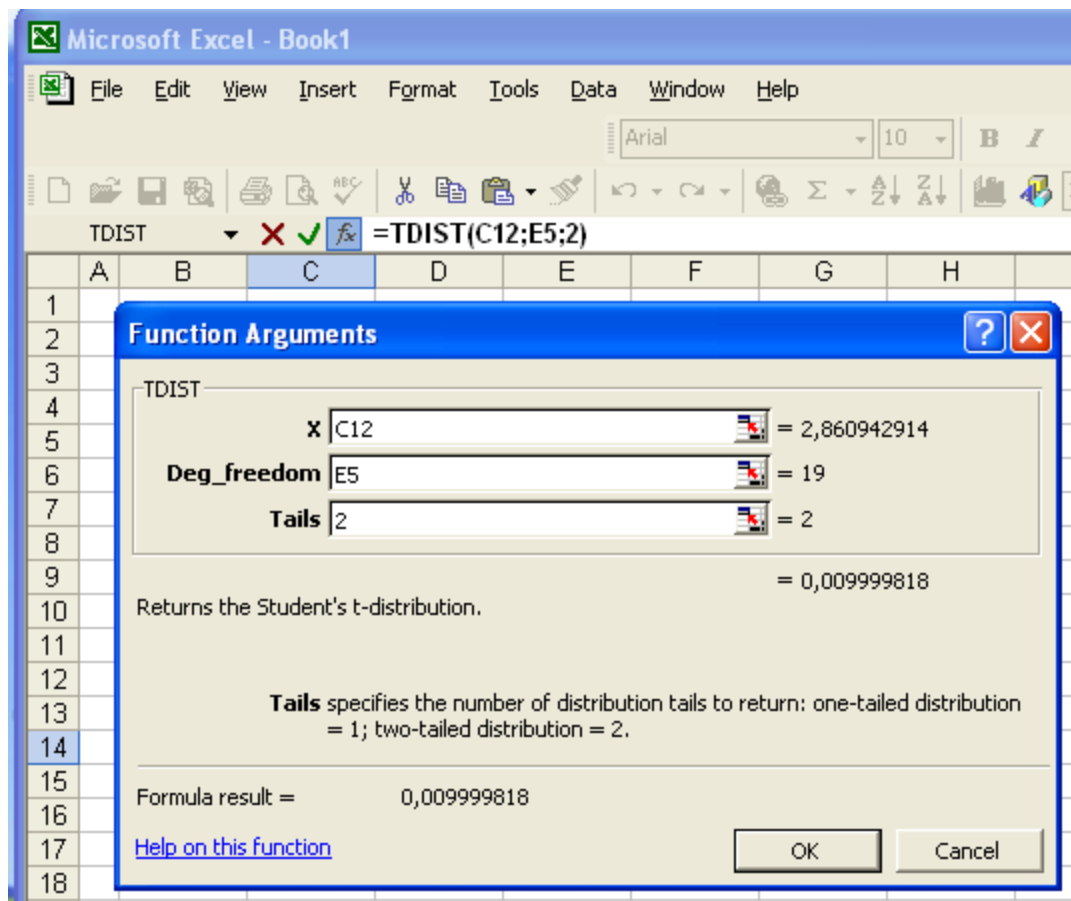 Microsoft Excel - Book1
File Edit View Insert Format Tools Data Window Help
Arial 10 B I
ABC Σ A Z Z A
TDIST fx =TDIST(C12;E5;2)
A B C D E F G H
1
2 Function Arguments ?
3
TDIST
4
5 X C12 = 2,860942914
6 Deg_freedom E5 = 19
7 Tails 2 = 2
8
9 = 0,009999818
10 Returns the Student's t-distribution.
11
12
13 Tails specifies the number of distribution tails to return: one-tailed distribution
14 = 1; two-tailed distribution = 2.
15
Formula result = 0,009999818
16
17 Help on this function OK Cancel
18